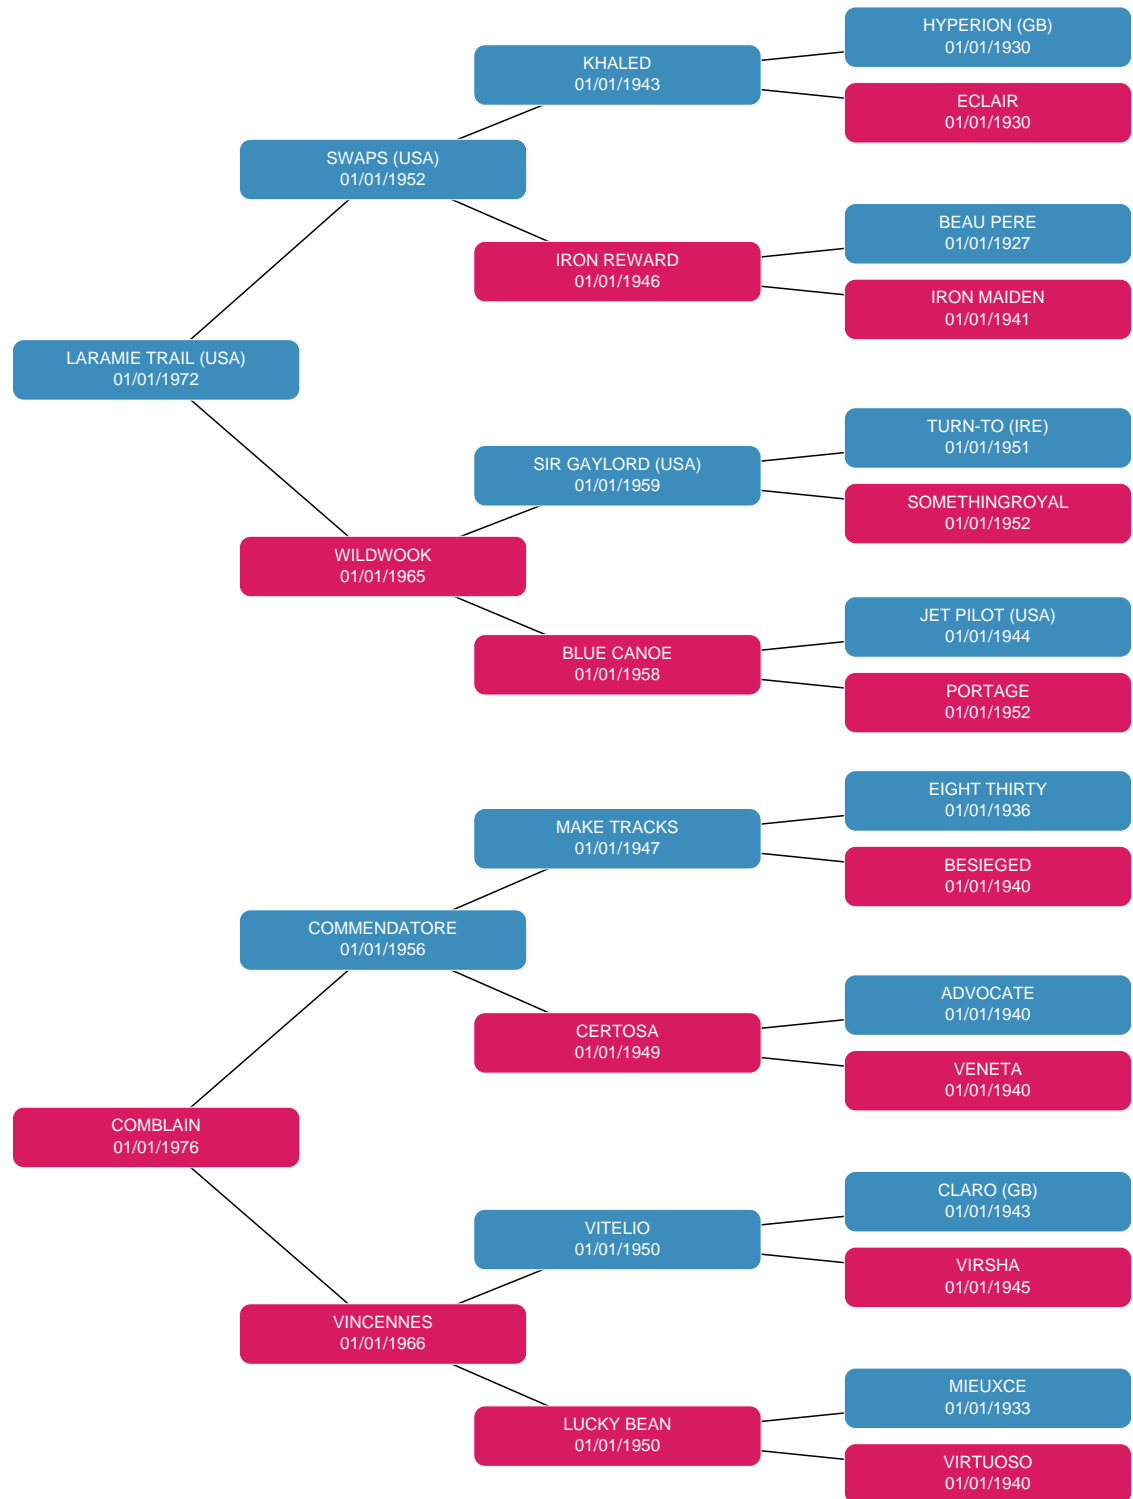 HYPERION (GB)
01/01/1930
KHALED
01/01/1943
ECLAIR
01/01/1930
SWAPS (USA)
01/01/1952
BEAU PERE
01/01/1927
IRON REWARD
01/01/1946
IRON MAIDEN
01/01/1941
LARAMIE TRAIL (USA)
01/01/1972
TURN-TO (IRE)
01/01/1951
SIR GAYLORD (USA)
01/01/1959
SOMETHINGROYAL
01/01/1952
WILDWOOK
01/01/1965
JET PILOT (USA)
01/01/1944
BLUE CANOE
01/01/1958
PORTAGE
01/01/1952
EIGHT THIRTY
01/01/1936
MAKE TRACKS
01/01/1947
BESIEGED
01/01/1940
COMMENDATORE
01/01/1956
ADVOCATE
01/01/1940
CERTOSA
01/01/1949
VENETA
01/01/1940
COMBLAIN
01/01/1976
CLARO (GB)
01/01/1943
VITELIO
01/01/1950
VIRSHA
01/01/1945
VINCENNES
01/01/1966
MIEUXCE
01/01/1933
LUCKY BEAN
01/01/1950
VIRTUOSO
01/01/1940